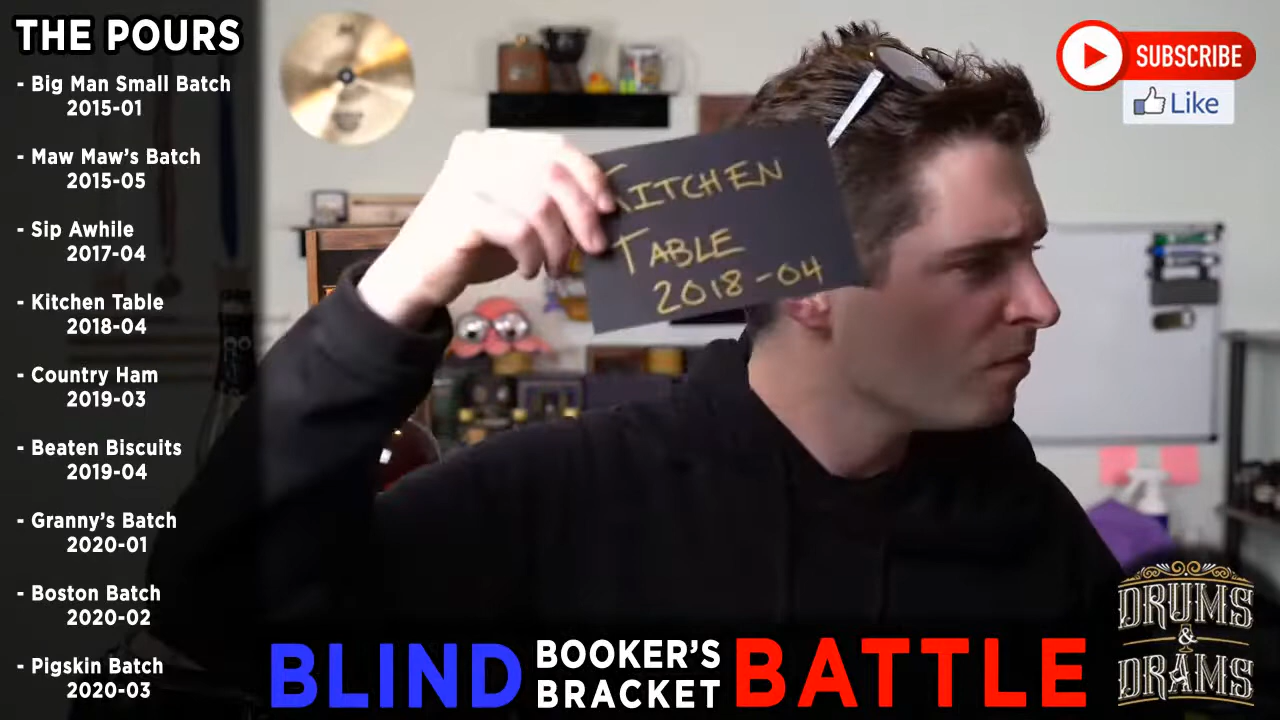 THE POURS
- Big Man Small Batch
2015-01
- Maw Maw's Batch
2015-05
- Sip Awhile
2017-04
- Kitchen Table
2018-04
- Country Ham
2019-03
- Beaten Biscuits
2019-04
- Granny's Batch
2020-01
- Boston Batch
2020-02
- Pigskin Batch
2020-03
KITCHEN
TABLE
2018-04
SUBSCRIBE
Like
BLIND BOOKER'S BRACKET BATTLE
DRUMS
&
DRAMS